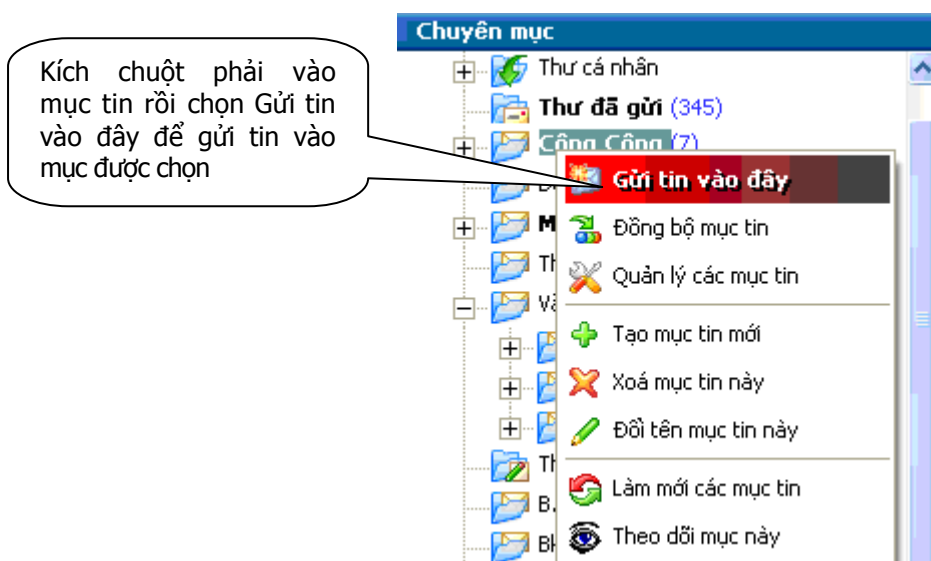 Chuyên mục
Kích chuột phải vào
mục tin rồi chọn Gửi tin
vào đây để gửi tin vào
mục được chọn
Thư cá nhân
Thư đã gửi (345)
Công Công (7)
Gửi tin vào đây
Đồng bộ mục tin
Quản lý các mục tin
Tạo mục tin mới
Xoá mục tin này
Đổi tên mục tin này
Làm mới các mục tin
Theo dõi mục này